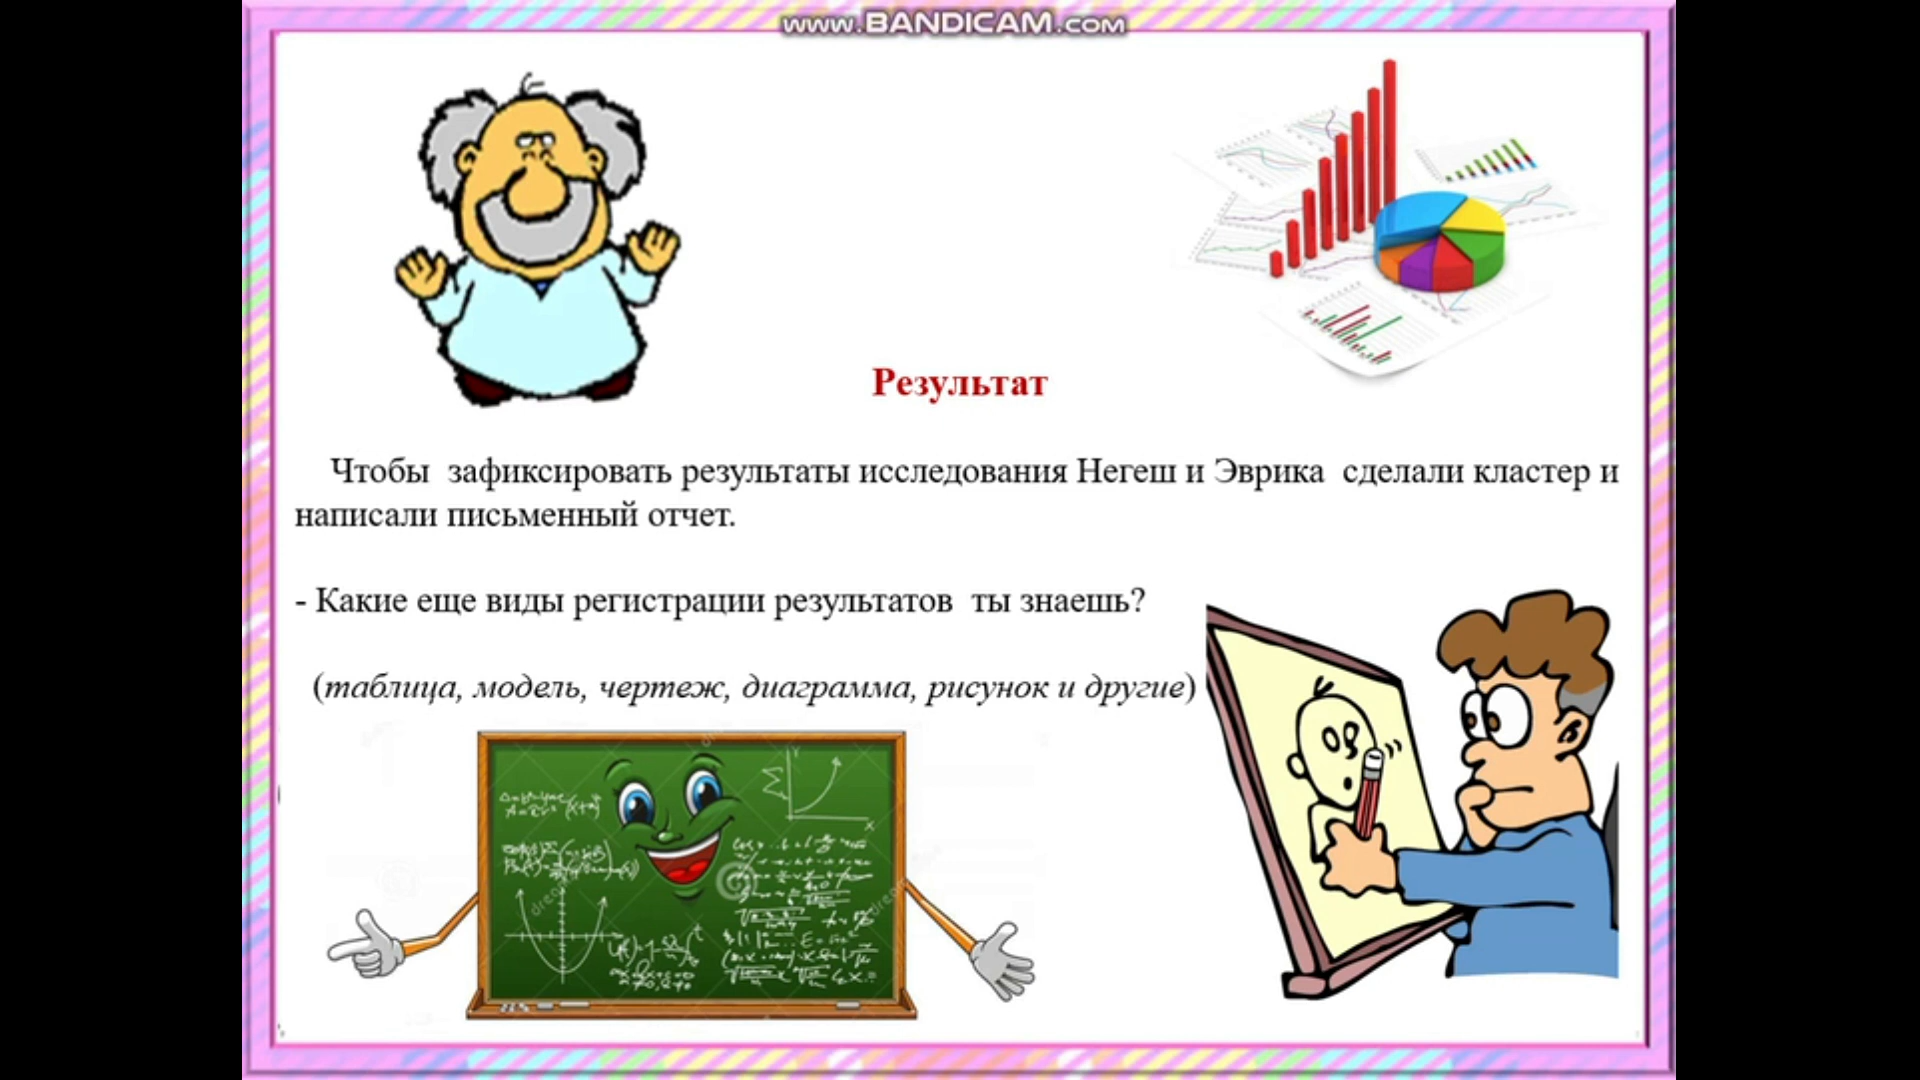 www.BANDICAM.com
Результат
Чтобы зафиксировать результаты исследования Негеш и Эврика сделали кластер и
написали письменный отчет.
- Какие еще виды регистрации результатов ты знаешь?
(таблица, модель, чертеж, диаграмма, рисунок и другие)